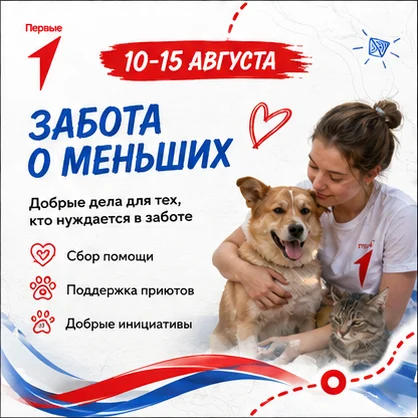 Первые
10-15 АВГУСТА
ЗАБОТА
О МЕНЬШИХ
Добрые дела для тех,
кто нуждается в заботе
Сбор помощи
Поддержка приютов
Добрые инициативы